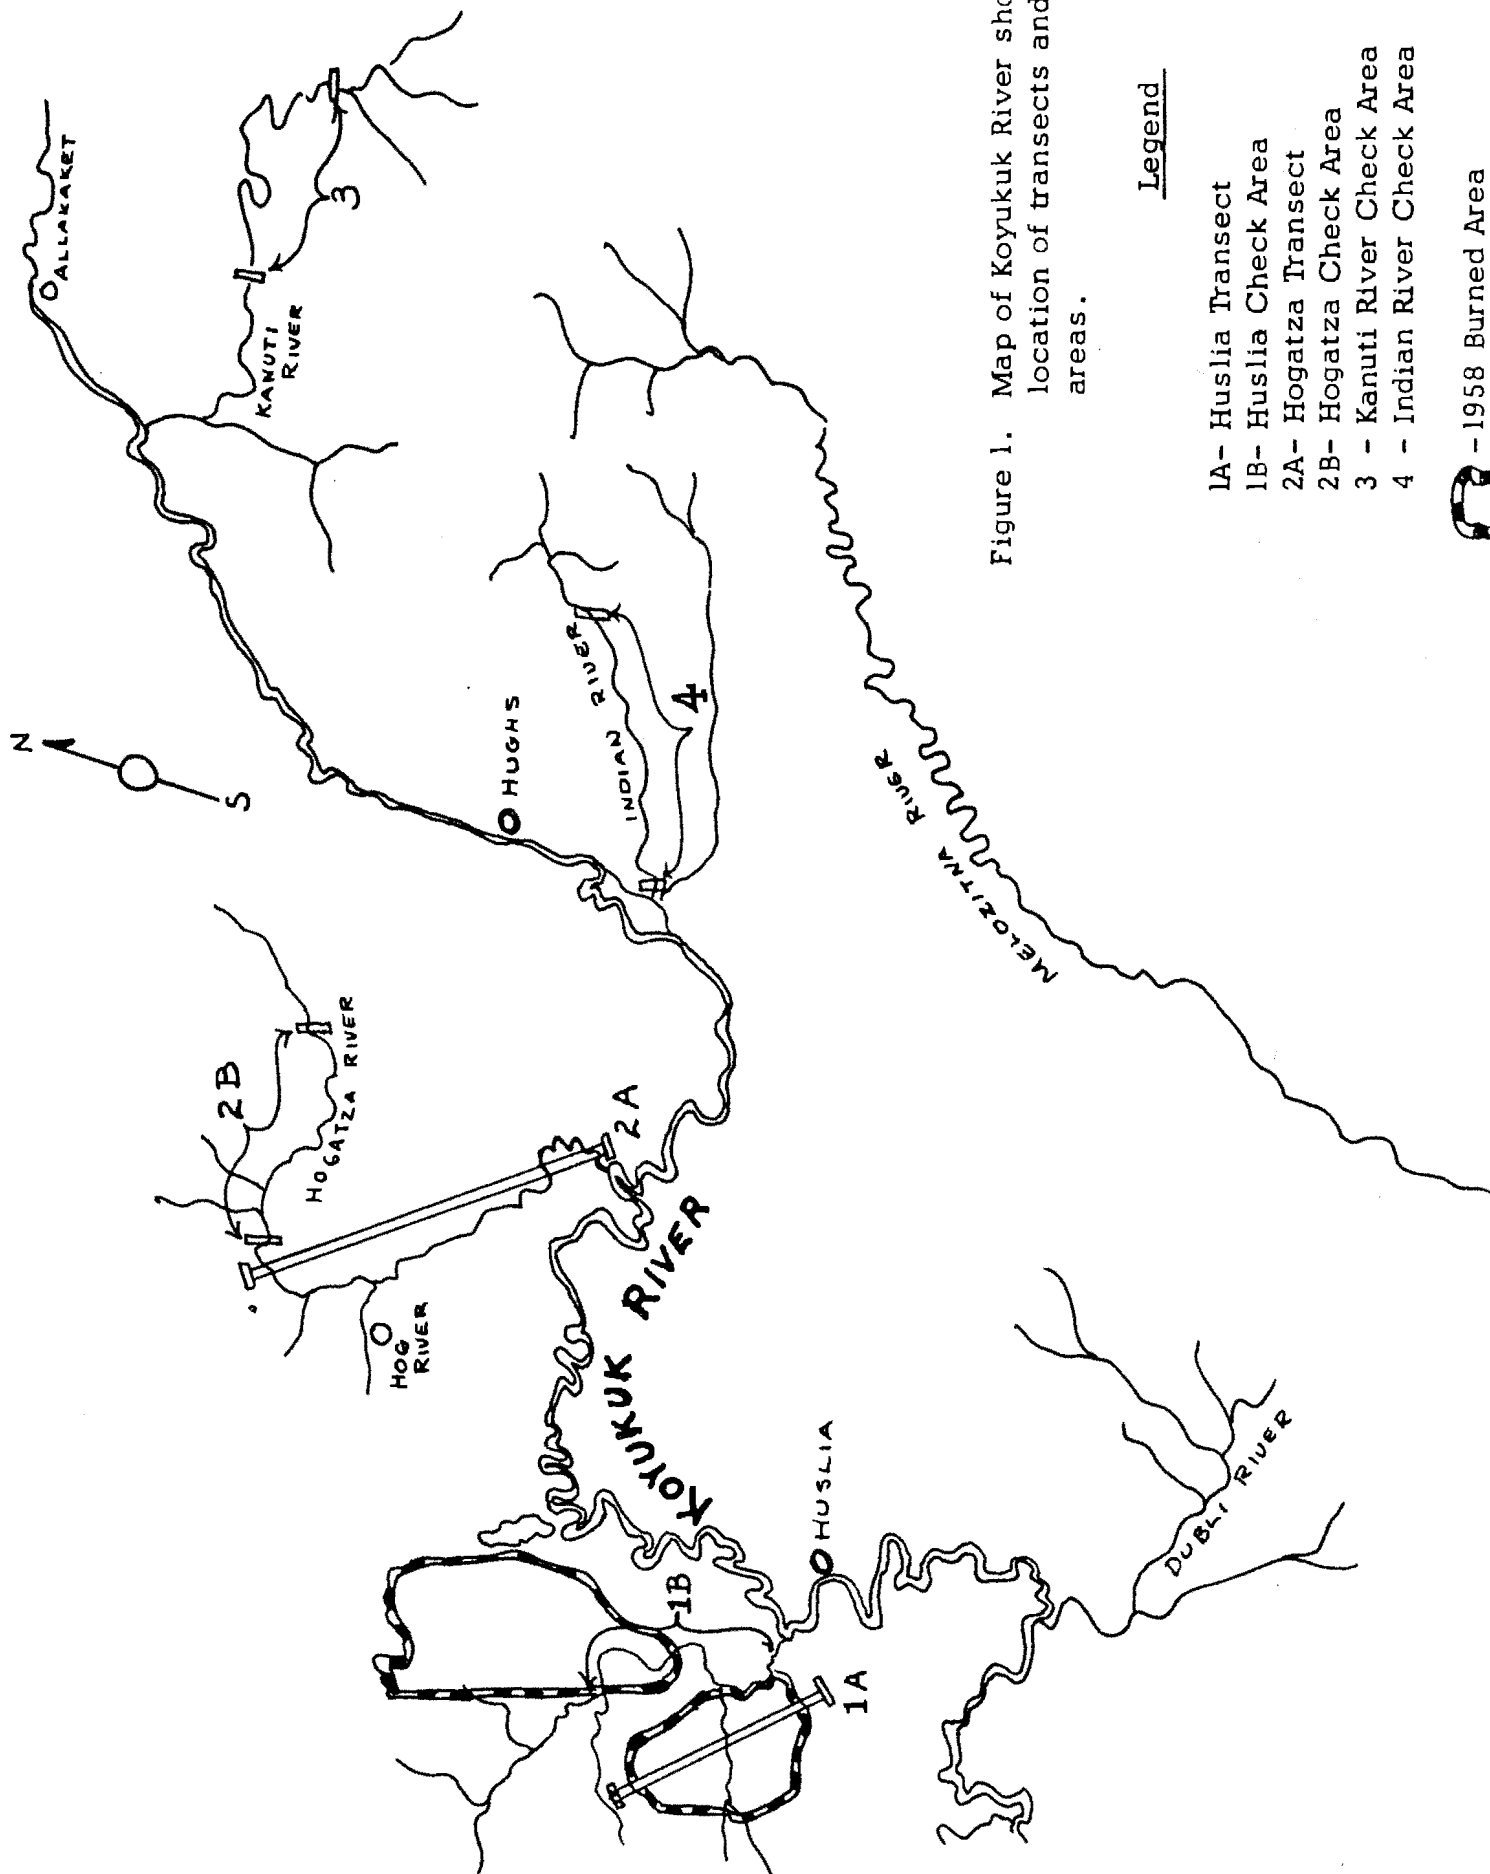 N
S
ALLAKAKET
KANUTI
RIVER
3
HUGHS
INDIAN RIVER
4
2B
HOGATZA RIVER
2A
HOG
RIVER
KOYUKUK RIVER
MELOZITNA RIVER
HUSLIA
1B
1A
DUBLI RIVER
Figure 1. Map of Koyukuk River
location of transects and
areas.
Legend
1A- Huslia Transect
1B- Huslia Check Area
2A- Hogatza Transect
2B- Hogatza Check Area
3 - Kanuti River Check Area
4 - Indian River Check Area
-1958 Burned Area